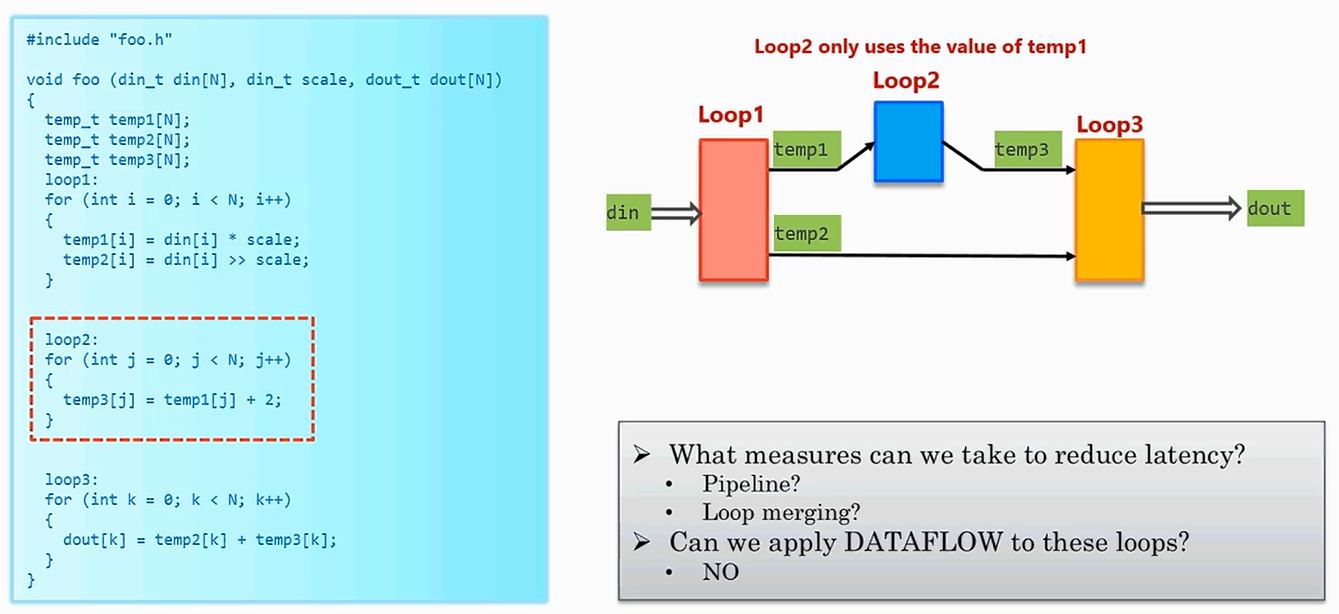 #include "foo.h"
void foo (din_t din[N], din_t scale, dout_t dout[N])
{
temp_t temp1[N];
temp_t temp2[N];
temp_t temp3[N];
loop1:
for (int i = 0; i < N; i++)
{
temp1[i] = din[i] * scale;
temp2[i] = din[i] >> scale;
}
loop2:
for (int j = 0; j < N; j++)
{
temp3[j] = temp1[j] + 2;
}
loop3:
for (int k = 0; k < N; k++)
{
dout[k] = temp2[k] + temp3[k];
}
}
Loop2 only uses the value of temp1
Loop2
Loop1
Loop3
temp1
temp3
din
dout
temp2
➢ What measures can we take to reduce latency?
• Pipeline?
• Loop merging?
➢ Can we apply DATAFLOW to these loops?
• NO